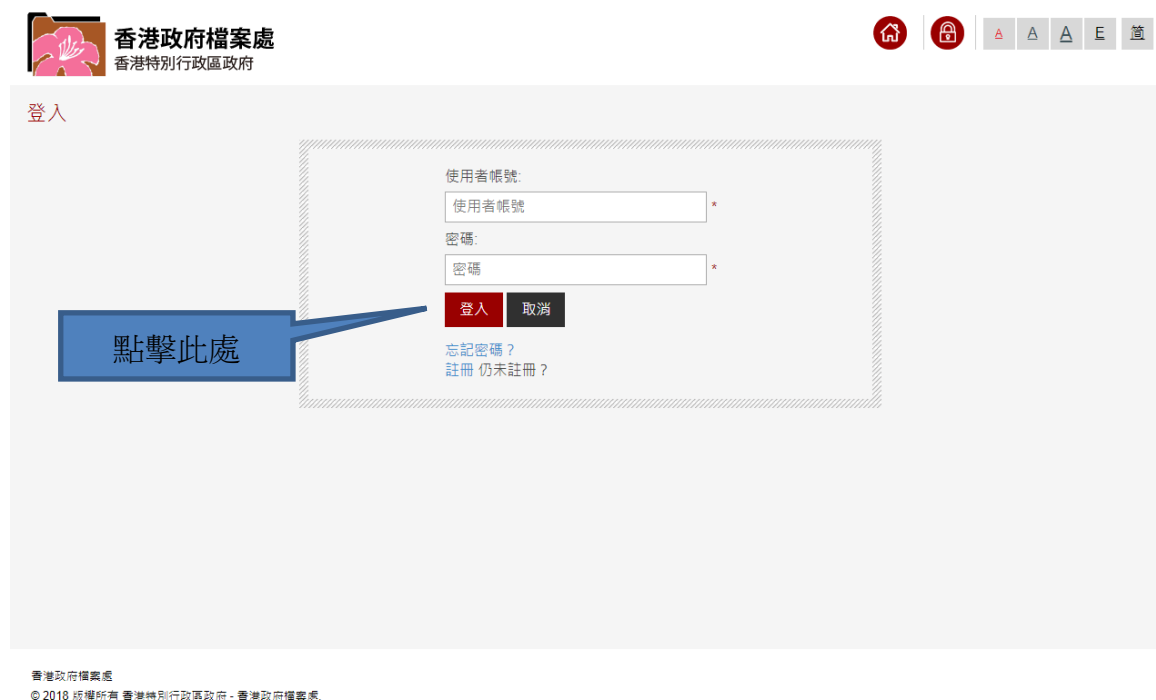 香港政府檔案處
香港特別行政區政府
A A A E 简
登入
使用者帳號:
使用者帳號 *
密碼:
密碼 *
登入 取消
點擊此處
忘記密碼？
註冊 仍未註冊？
香港政府檔案處
© 2018 版權所有 香港特別行政區政府 - 香港政府檔案處.